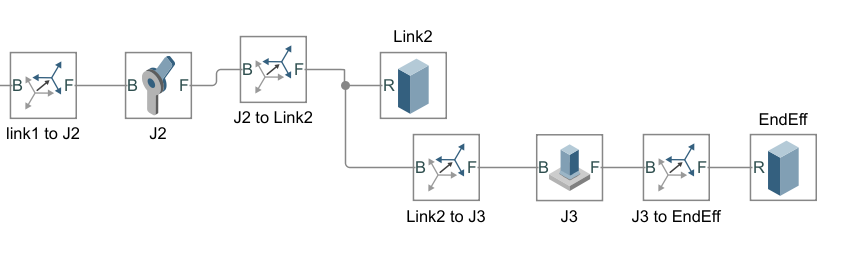 Link2
B F
B F
B F
R
link1 to J2
J2
J2 to Link2
EndEff
B F
B F
B F
R
Link2 to J3
J3
J3 to EndEff